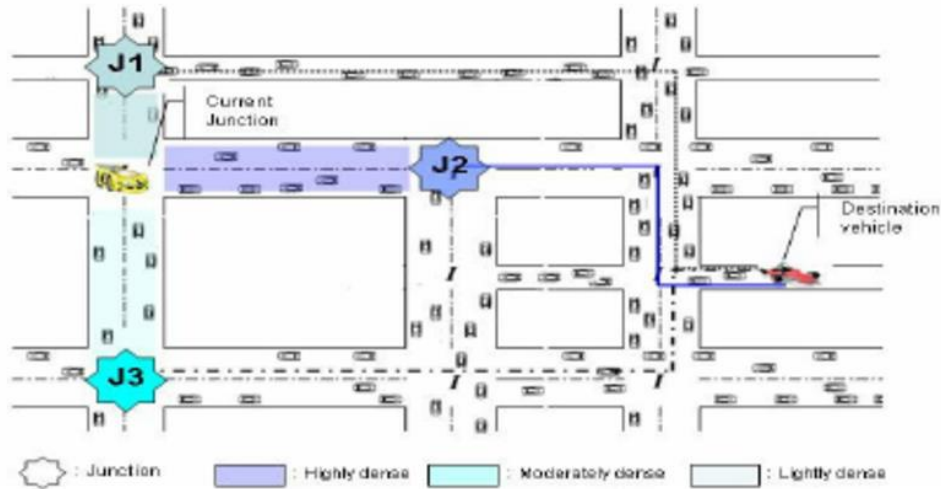 J1
Current
Junction
J2
Destination
vehicle
I
I
I
I
I
J3
: Junction
: Highly dense
: Moderately dense
: Lightly dense